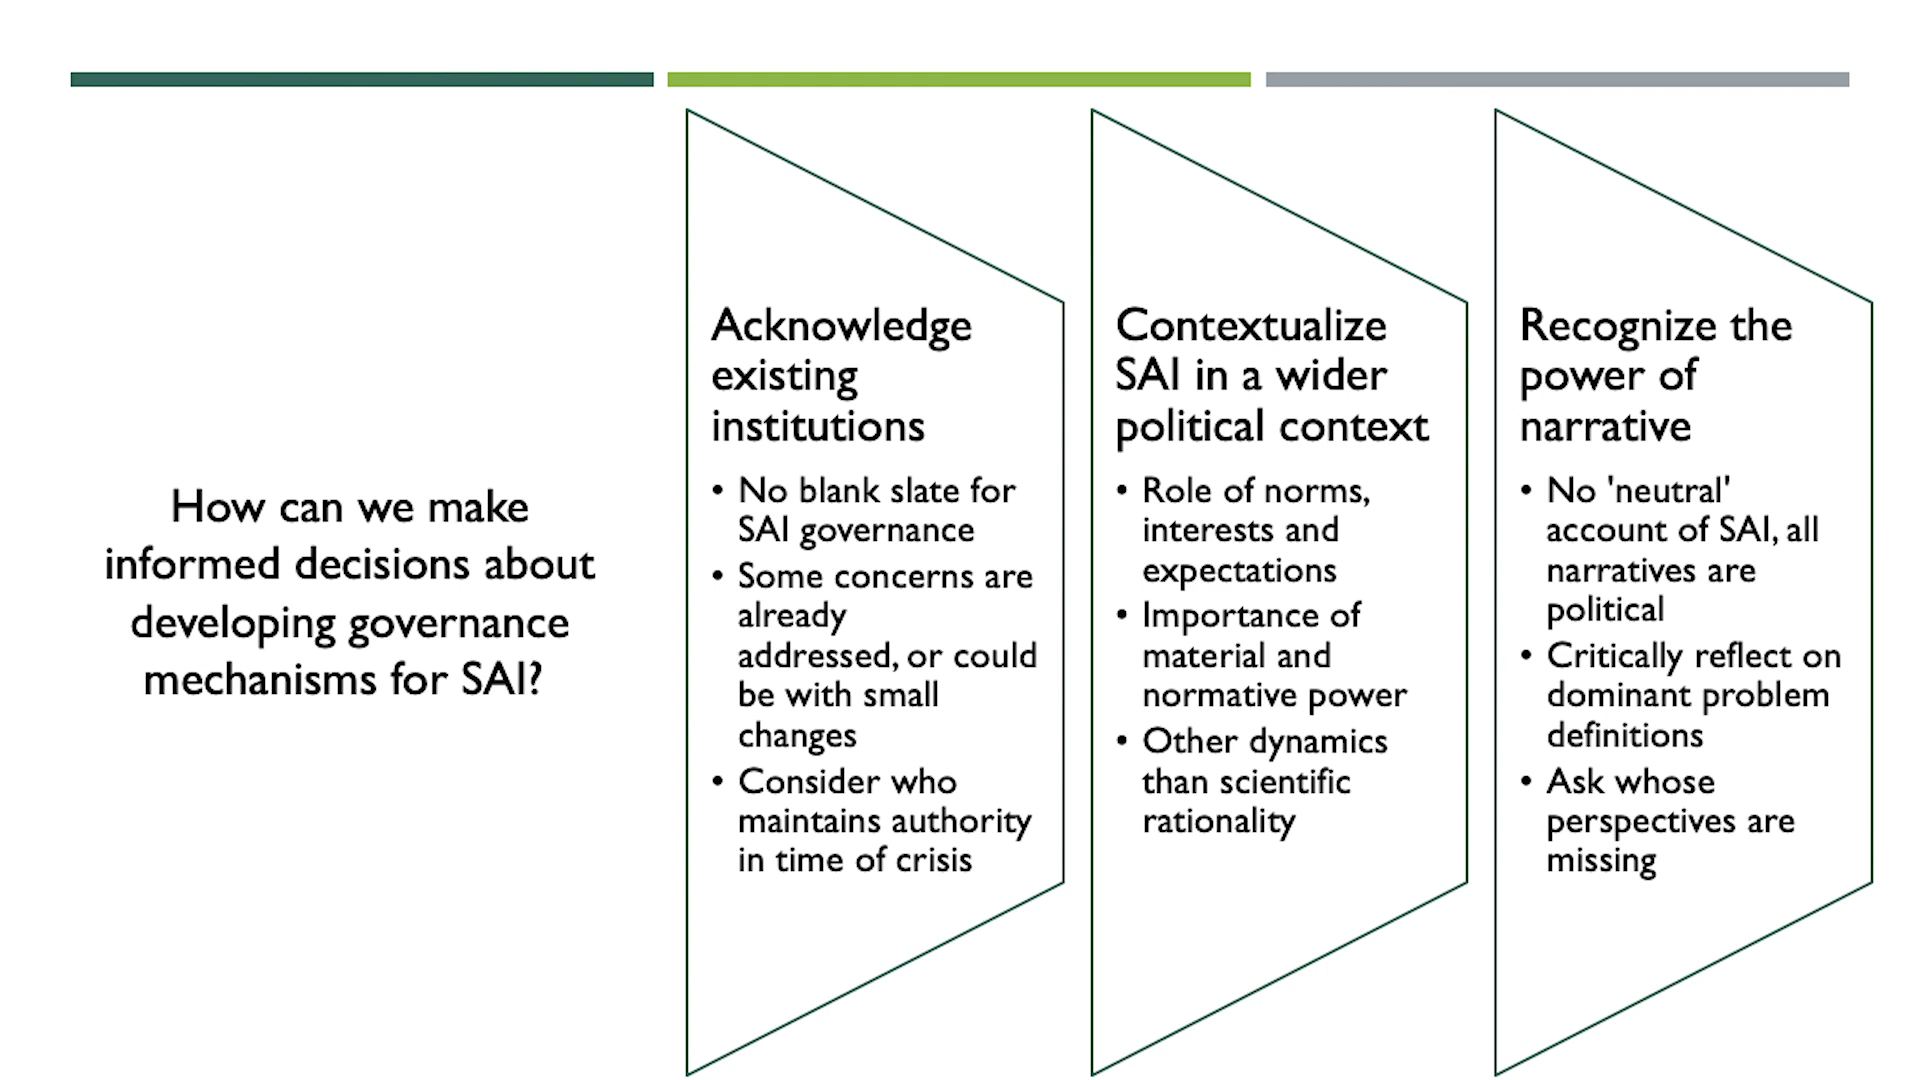 How can we make
informed decisions about
developing governance
mechanisms for SAI?
Acknowledge
existing
institutions
• No blank slate for
SAI governance
• Some concerns are
already
addressed, or could
be with small
changes
• Consider who
maintains authority
in time of crisis
Contextualize
SAI in a wider
political context
• Role of norms,
interests and
expectations
• Importance of
material and
normative power
• Other dynamics
than scientific
rationality
Recognize the
power of
narrative
• No 'neutral'
account of SAI, all
narratives are
political
• Critically reflect on
dominant problem
definitions
• Ask whose
perspectives are
missing